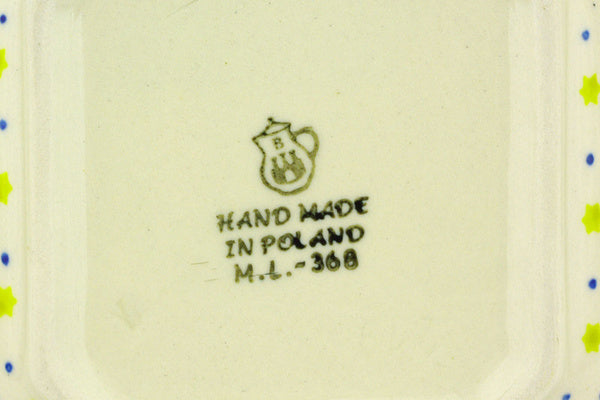 B
HAND MADE
IN POLAND
M.L.-368